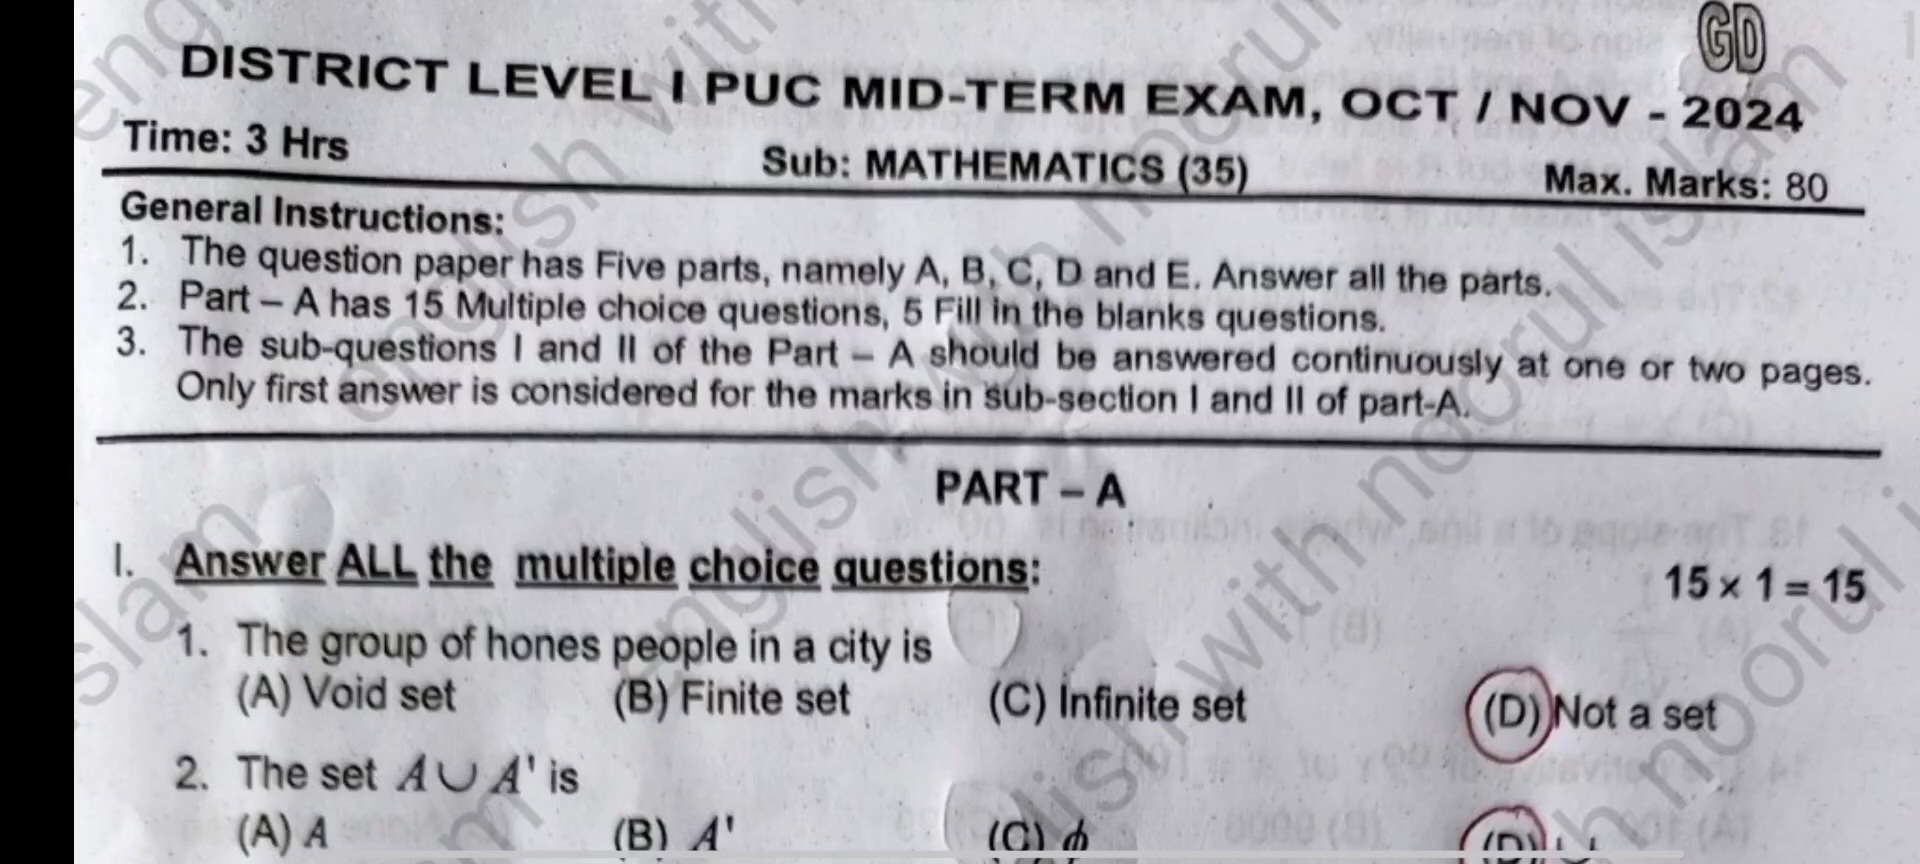 GD
DISTRICT LEVEL I PUC MID-TERM EXAM, OCT / NOV - 2024
Time: 3 Hrs Sub: MATHEMATICS (35) Max. Marks: 80
General Instructions:
1. The question paper has Five parts, namely A, B, C, D and E. Answer all the parts.
2. Part – A has 15 Multiple choice questions, 5 Fill in the blanks questions.
3. The sub-questions I and II of the Part – A should be answered continuously at one or two pages.
Only first answer is considered for the marks in sub-section I and II of part-A.
PART – A
I. Answer ALL the multiple choice questions: 15 × 1 = 15
1. The group of hones people in a city is
(A) Void set (B) Finite set (C) Infinite set (D) Not a set
2. The set A ∪ A' is
(A) A (B) A' (C) ϕ (D)
english with noorul islam